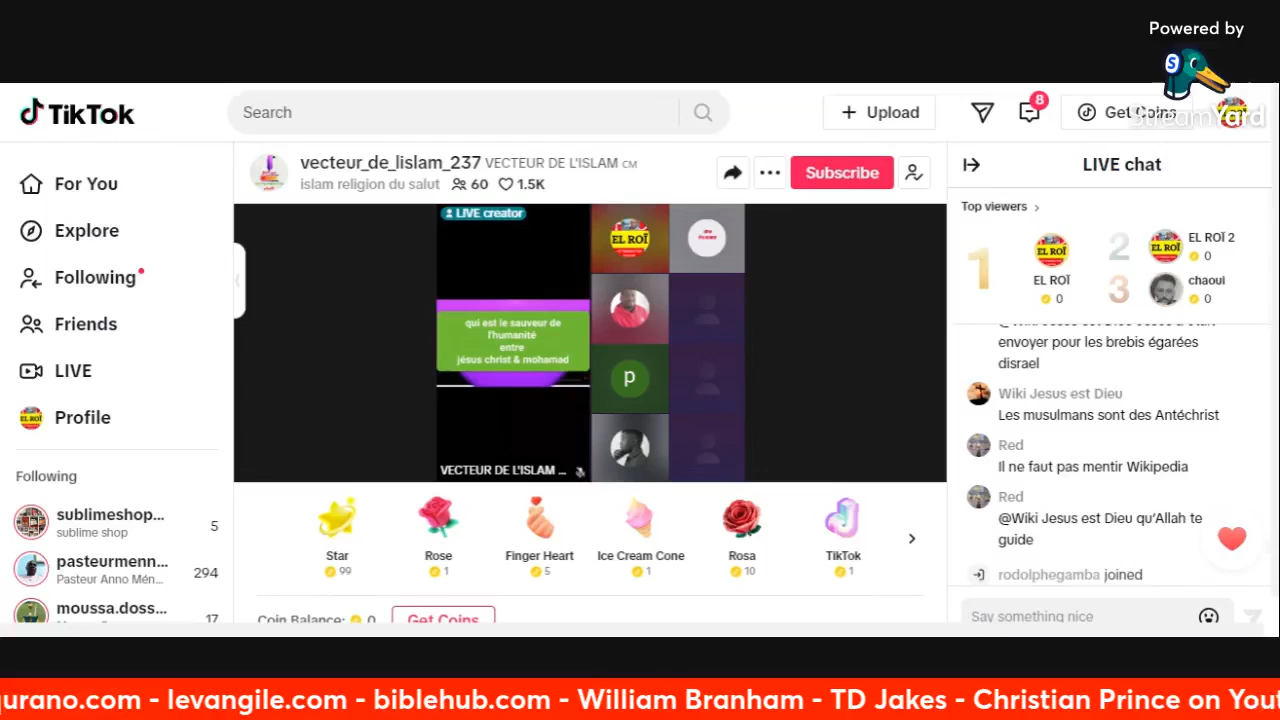 Powered by
StreamYard
TikTok
Search
Upload
8
Get Coins
For You
Explore
Following
Friends
LIVE
Profile
Following
sublimeshop...
sublime shop
5
pasteurmenn...
Pasteur Anno Mén...
294
moussa.doss...
17
vecteur_de_lislam_237 VECTEUR DE L'ISLAM CM
islam religion du salut 60 1.5K
Subscribe
LIVE creator
qui est le sauveur de
l'humanité
entre
jésus christ & mohamad
VECTEUR DE L'ISLAM ...
EL ROÏ
p
Star
99
Rose
1
Finger Heart
5
Ice Cream Cone
1
Rosa
10
TikTok
1
Coin Balance: 0
Get Coins
LIVE chat
Top viewers
1
EL ROÏ
EL ROÏ
0
2
EL ROÏ
EL ROÏ 2
0
3
chaoui
0
envoyer pour les brebis égarées
disrael
Wiki Jesus est Dieu
Les musulmans sont des Antéchrist
Red
Il ne faut pas mentir Wikipedia
Red
@Wiki Jesus est Dieu qu'Allah te
guide
rodolphegamba joined
Say something nice
qurano.com - levangile.com - biblehub.com - William Branham - TD Jakes - Christian Prince on Yout